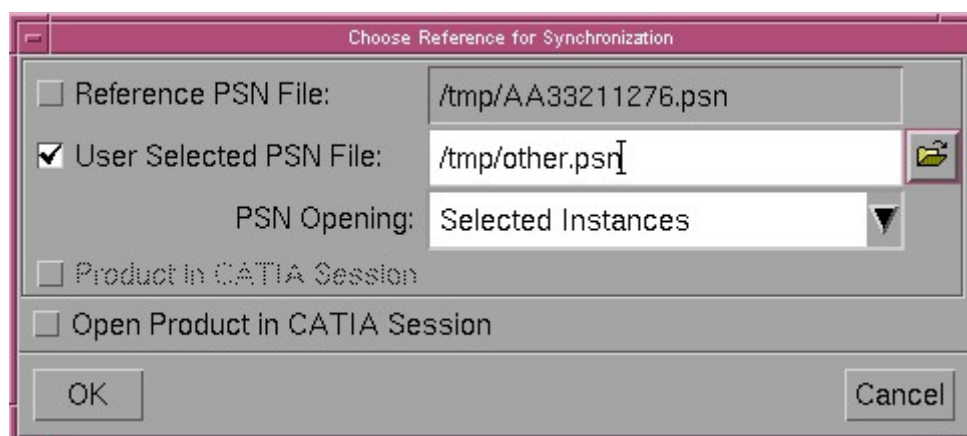 Choose Reference for Synchronization
Reference PSN File: /tmp/AA33211276.psn
User Selected PSN File: /tmp/other.psn
PSN Opening: Selected Instances
Product in CATIA Session
Open Product in CATIA Session
OK Cancel